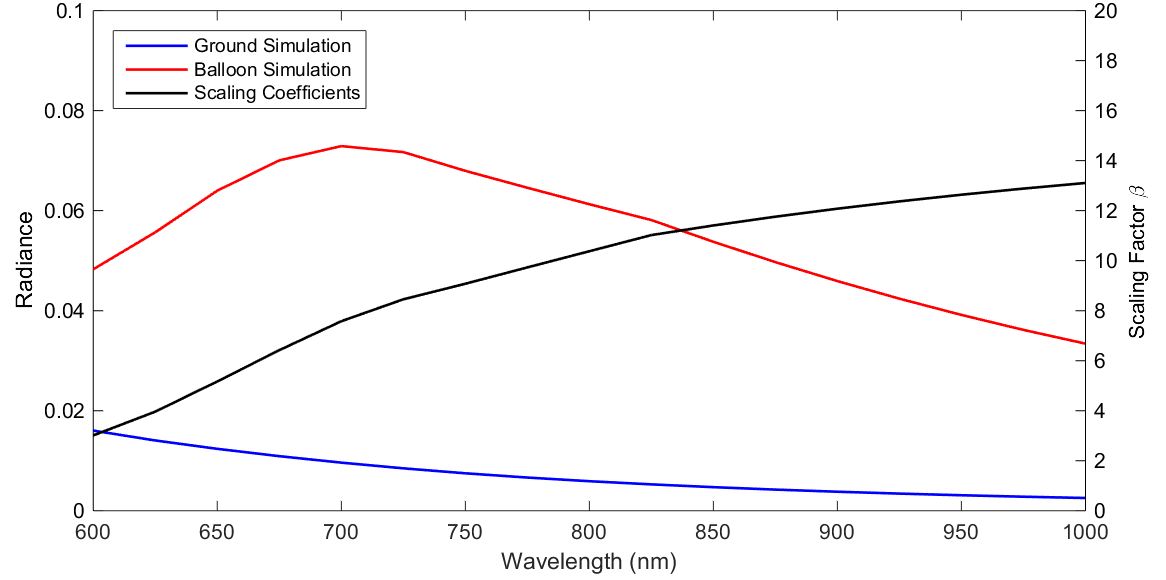 Ground Simulation
Balloon Simulation
Scaling Coefficients
0.1
0.08
0.06
0.04
0.02
0
Radiance
20
18
16
14
12
10
8
6
4
2
0
Scaling Factor β
600 650 700 750 800 850 900 950 1000
Wavelength (nm)